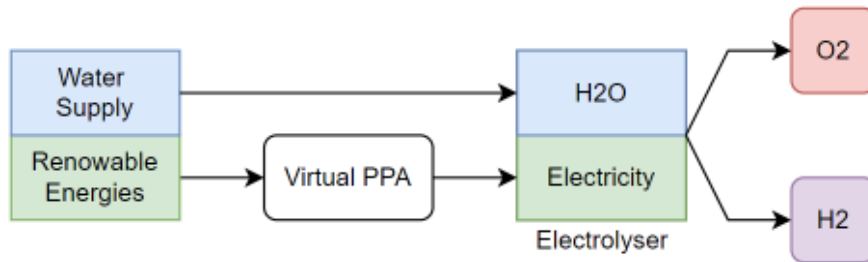 Water
Supply
Renowable
Energies
Virtual PPA
H2O
Electricity
Electrolyser
O2
H2